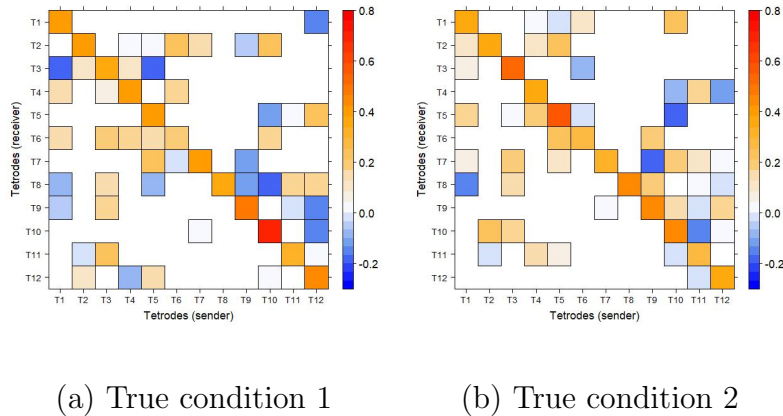 0.8
0.6
0.4
0.2
0.0
-0.2
T1
T2
T3
T4
T5
T6
T7
T8
T9
T10
T11
T12
Tetrodes (receiver)
T1 T2 T3 T4 T5 T6 T7 T8 T9 T10 T11 T12
Tetrodes (sender)
(a) True condition 1
0.8
0.6
0.4
0.2
0.0
-0.2
T1
T2
T3
T4
T5
T6
T7
T8
T9
T10
T11
T12
Tetrodes (receiver)
T1 T2 T3 T4 T5 T6 T7 T8 T9 T10 T11 T12
Tetrodes (sender)
(b) True condition 2